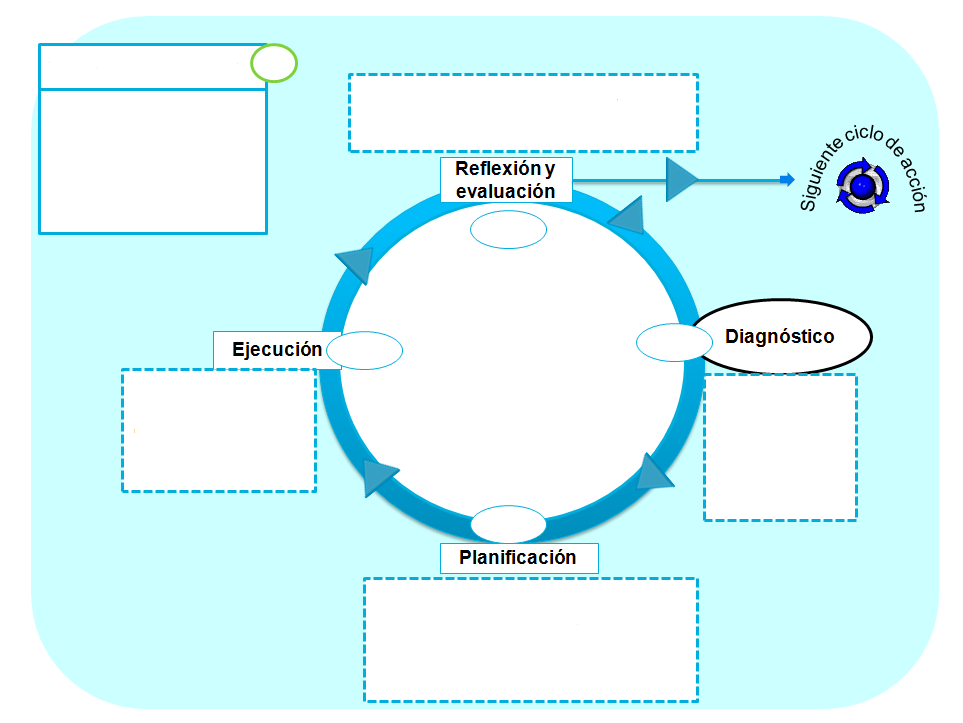 Reflexión y
evaluación
Siguiente ciclo de acción
Diagnóstico
Ejecución
Planificación